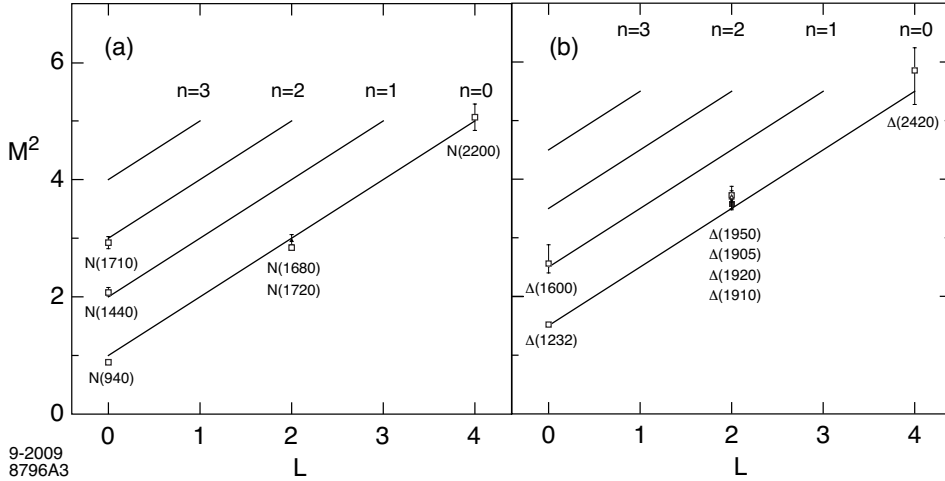 (a)
(b)
n=3 n=2 n=1 n=0
n=3 n=2 n=1 n=0
M²
6
4
2
0
N(2200)
N(1710)
N(1680)
N(1720)
N(1440)
N(940)
Δ(2420)
Δ(1950)
Δ(1905)
Δ(1920)
Δ(1910)
Δ(1600)
Δ(1232)
0 1 2 3 4
0 1 2 3 4
L
L
9-2009
8796A3